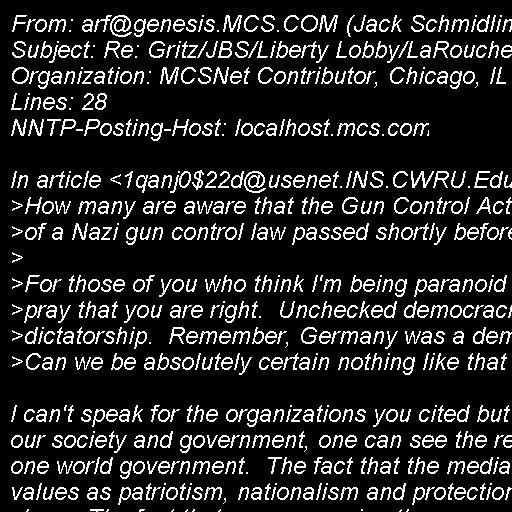 From: arf@genesis.MCS.COM (Jack Schmidlin
Subject: Re: Gritz/JBS/Liberty Lobby/LaRouche
Organization: MCSNet Contributor, Chicago, IL
Lines: 28
NNTP-Posting-Host: localhost.mcs.com

In article <1qanj0$22d@usenet.INS.CWRU.Edu
>How many are aware that the Gun Control Act
>of a Nazi gun control law passed shortly before
>
>For those of you who think I'm being paranoid
>pray that you are right.  Unchecked democrac
>dictatorship.  Remember, Germany was a dem
>Can we be absolutely certain nothing like that

I can't speak for the organizations you cited but
our society and government, one can see the re
one world government.  The fact that the media
values as patriotism, nationalism and protection